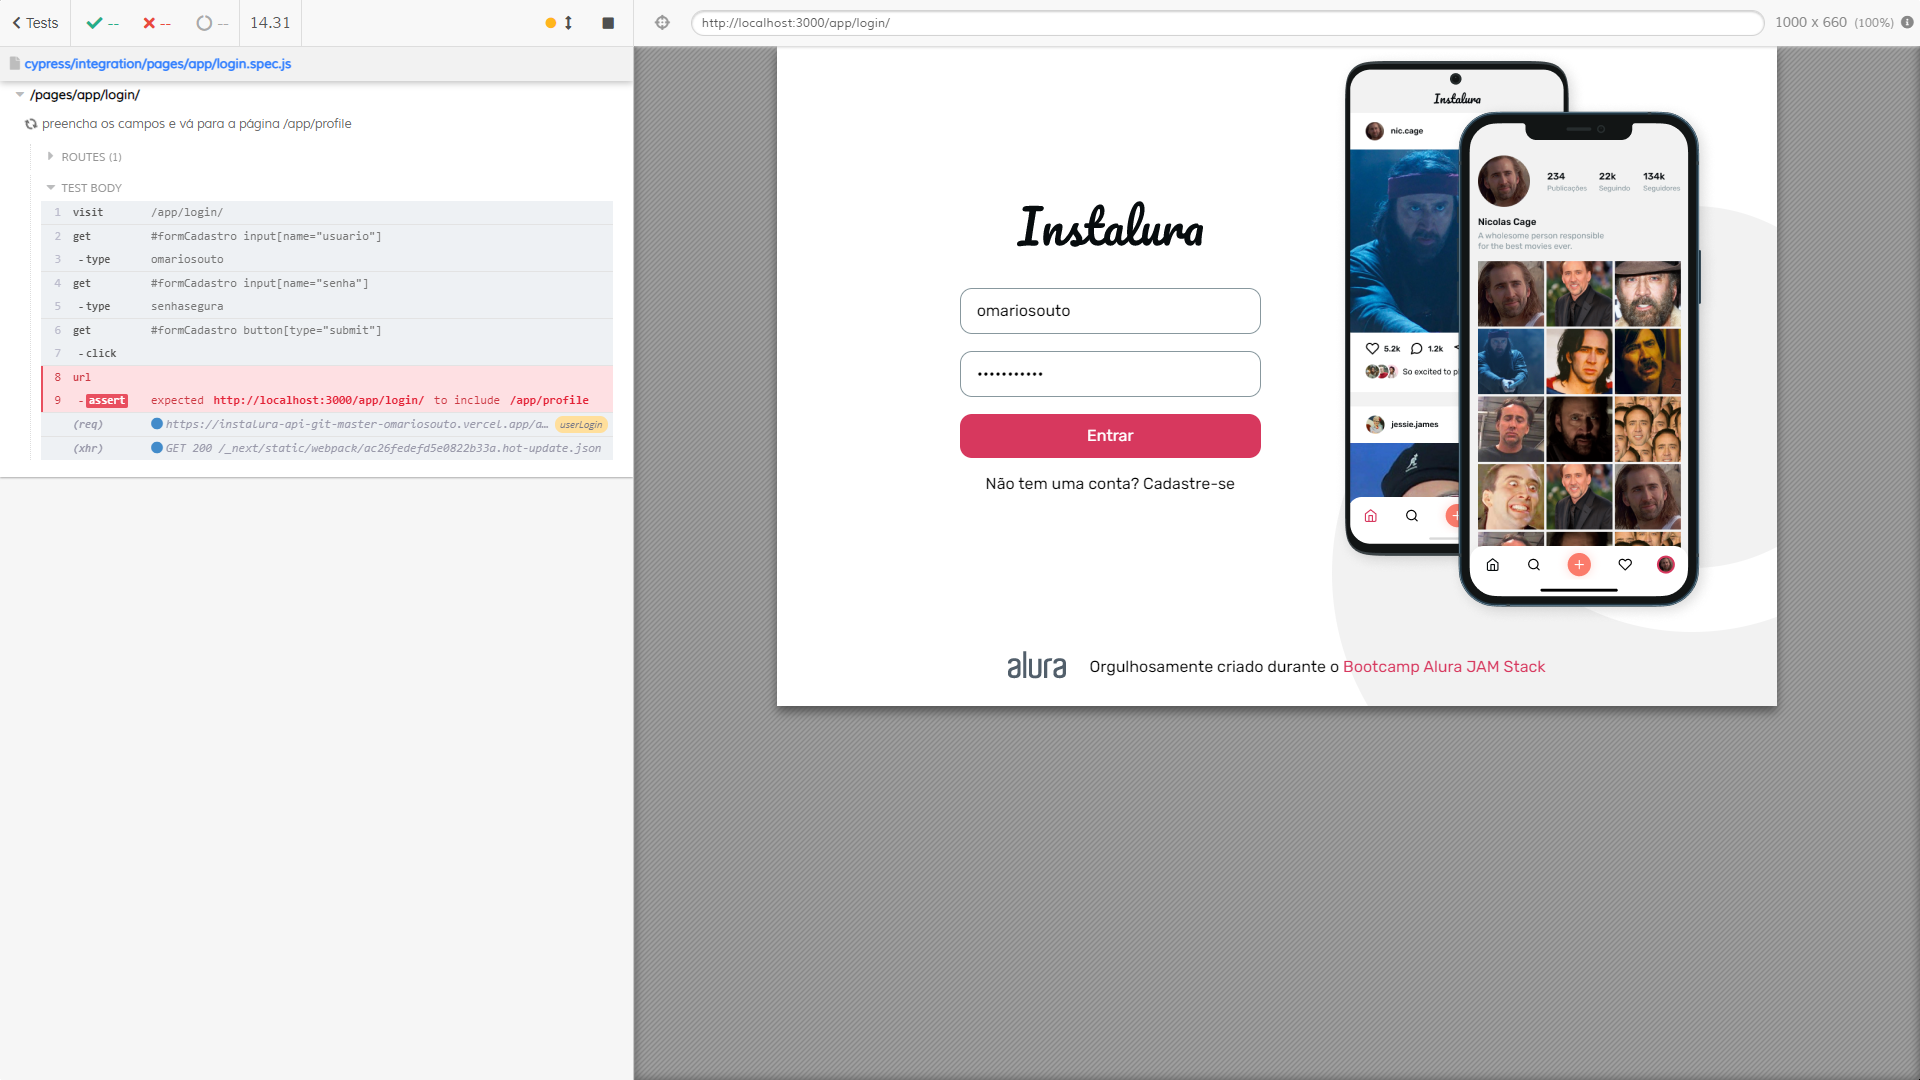 Tests
--
--
--
14.31
http://localhost:3000/app/login/
1000 x 660 (100%)
cypress/integration/pages/app/login.spec.js
/pages/app/login/
preencha os campos e vá para a página /app/profile
ROUTES (1)
TEST BODY
1 visit /app/login/
2 get #formCadastro input[name="usuario"]
3 -type omariosouto
4 get #formCadastro input[name="senha"]
5 -type senhasegura
6 get #formCadastro button[type="submit"]
7 -click
8 url
9 -assert expected http://localhost:3000/app/login/ to include /app/profile
(req) https://instalura-api-git-master-omariosouto.vercel.app/a… userLogin
(xhr) GET 200 /_next/static/webpack/ac26fedefd5e0822b33a.hot-update.json
Instalura
omariosouto
•••••••••••
Entrar
Não tem uma conta? Cadastre-se
Instalura
nic.cage
5.2k 1.2k
So excited to p
jessie.james
234 22k 134k
Publicações Seguindo Seguidores
Nicolas Cage
A wholesome person responsible
for the best movies ever.
alura Orgulhosamente criado durante o Bootcamp Alura JAM Stack